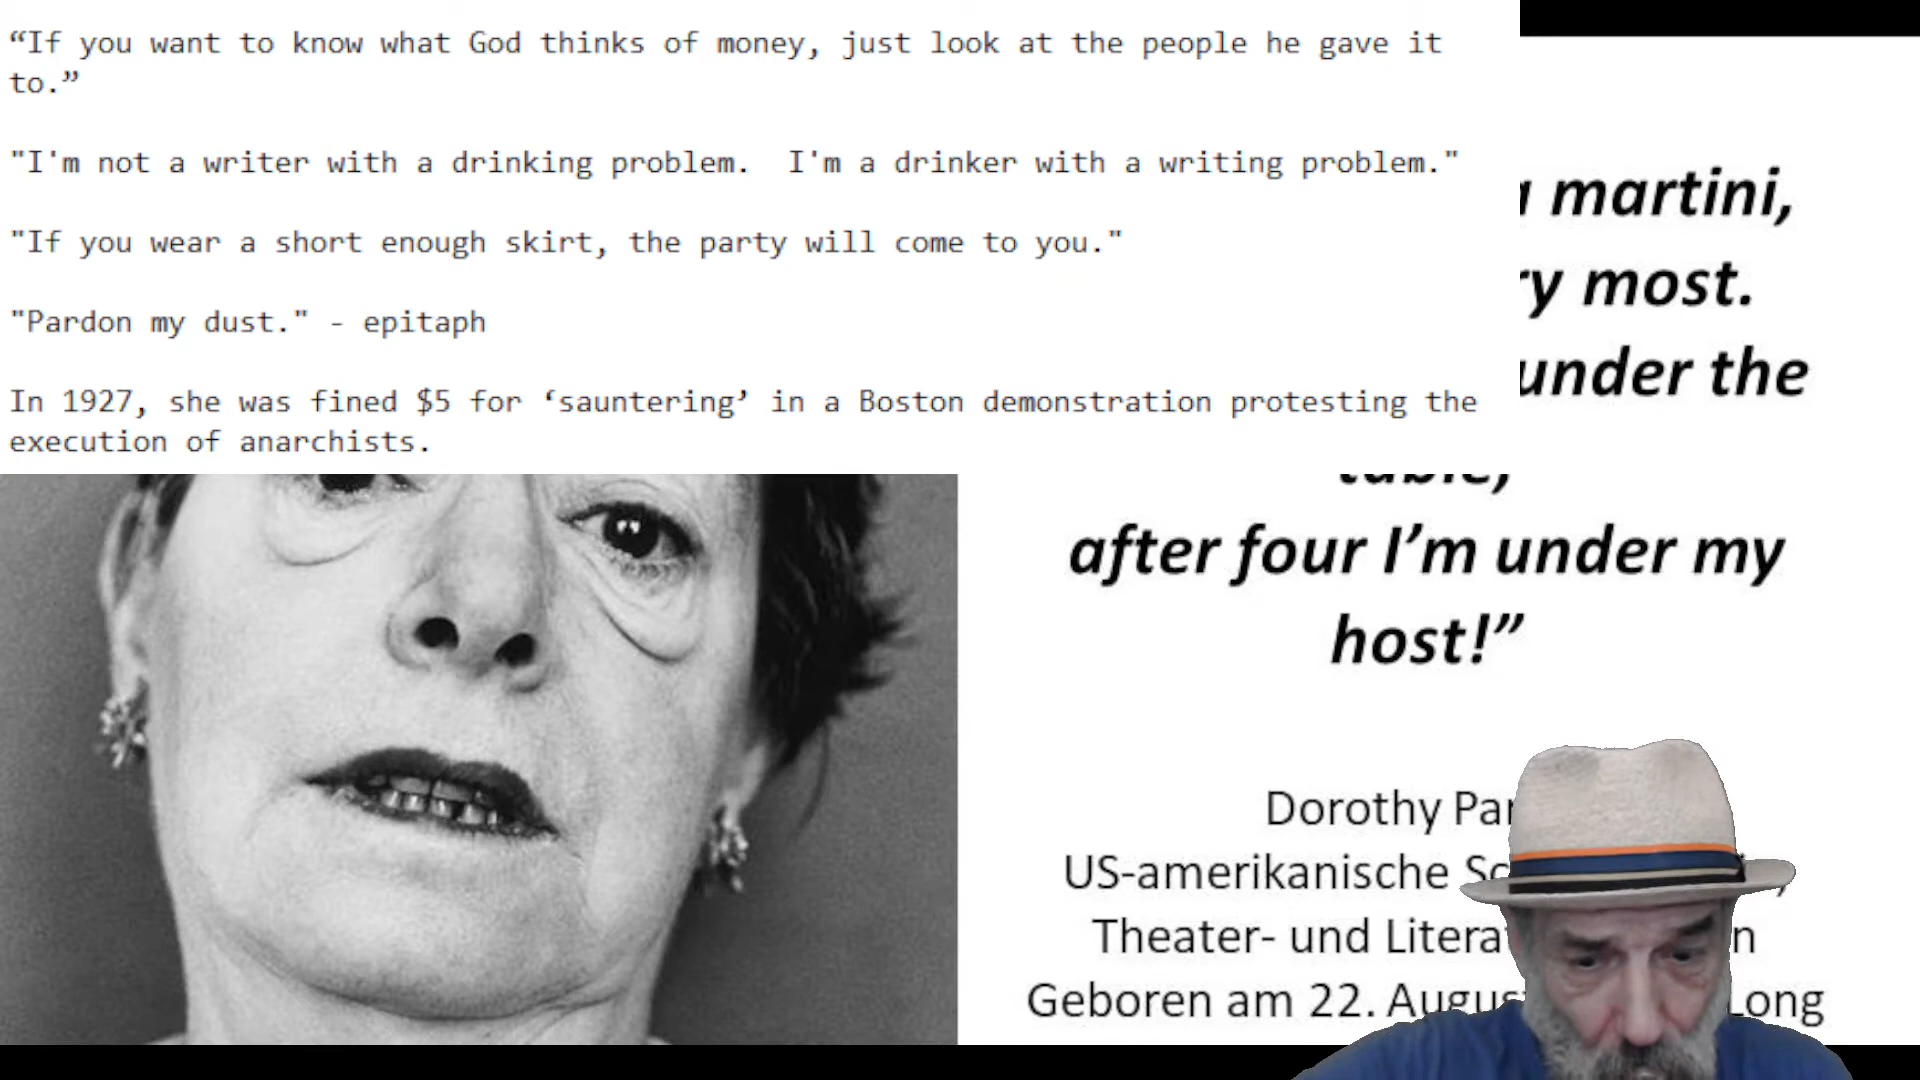 “If you want to know what God thinks of money, just look at the people he gave it
to.”
"I'm not a writer with a drinking problem.  I'm a drinker with a writing problem."
"If you wear a short enough skirt, the party will come to you."
"Pardon my dust." - epitaph
In 1927, she was fined $5 for ‘sauntering’ in a Boston demonstration protesting the
execution of anarchists.
martini,
most.
under the
table,
after four I’m under my
host!”
Dorothy
US-amerikanische
Theater- und
Geboren am 22. Long